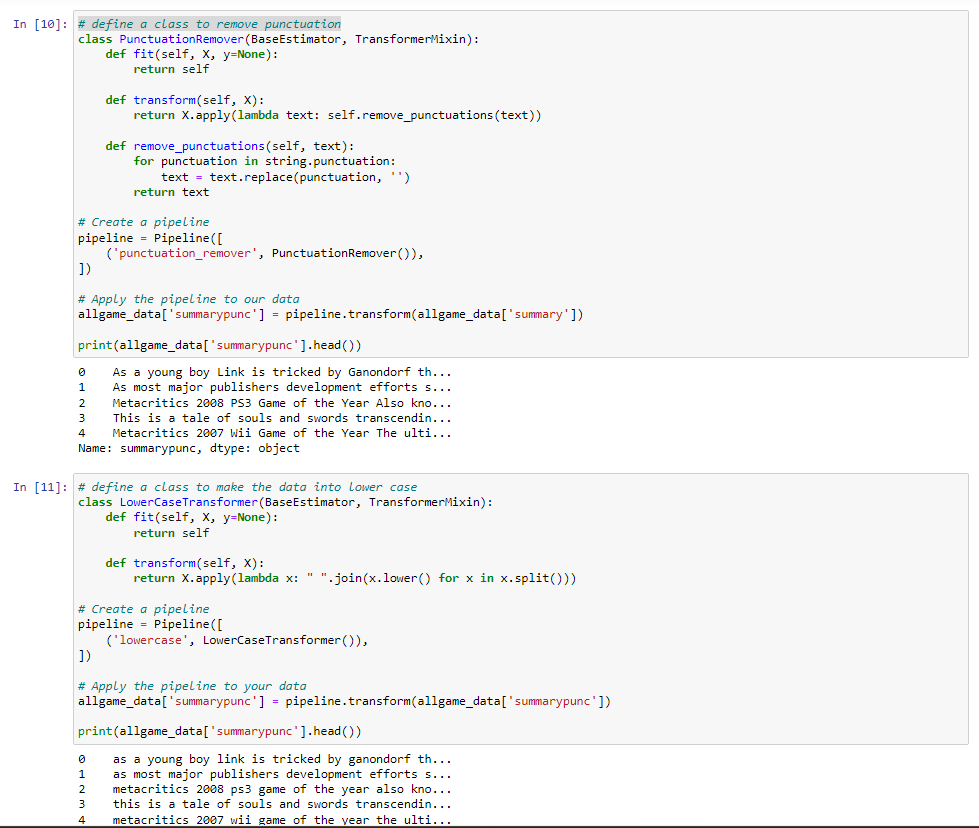 In [10]: # define a class to remove punctuation
class PunctuationRemover(BaseEstimator, TransformerMixin):
    def fit(self, X, y=None):
        return self

    def transform(self, X):
        return X.apply(lambda text: self.remove_punctuations(text))

    def remove_punctuations(self, text):
        for punctuation in string.punctuation:
            text = text.replace(punctuation, '')
        return text

# Create a pipeline
pipeline = Pipeline([
    ('punctuation_remover', PunctuationRemover()),
])

# Apply the pipeline to our data
allgame_data['summarypunc'] = pipeline.transform(allgame_data['summary'])

print(allgame_data['summarypunc'].head())

0    As a young boy Link is tricked by Ganondorf th...
1    As most major publishers development efforts s...
2    Metacritics 2008 PS3 Game of the Year Also kno...
3    This is a tale of souls and swords transcendin...
4    Metacritics 2007 Wii Game of the Year The ulti...
Name: summarypunc, dtype: object

In [11]: # define a class to make the data into lower case
class LowerCaseTransformer(BaseEstimator, TransformerMixin):
    def fit(self, X, y=None):
        return self

    def transform(self, X):
        return X.apply(lambda x: " ".join(x.lower() for x in x.split()))

# Create a pipeline
pipeline = Pipeline([
    ('lowercase', LowerCaseTransformer()),
])

# Apply the pipeline to your data
allgame_data['summarypunc'] = pipeline.transform(allgame_data['summarypunc'])

print(allgame_data['summarypunc'].head())

0    as a young boy link is tricked by ganondorf th...
1    as most major publishers development efforts s...
2    metacritics 2008 ps3 game of the year also kno...
3    this is a tale of souls and swords transcendin...
4    metacritics 2007 wii game of the year the ulti...